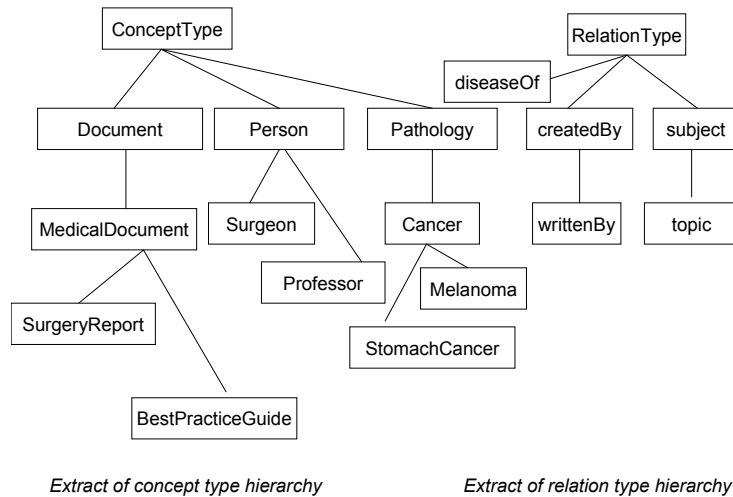 ConceptType
RelationType
diseaseOf
Document
Person
Pathology
createdBy
subject
MedicalDocument
Surgeon
Cancer
writtenBy
topic
Professor
Melanoma
SurgeryReport
StomachCancer
BestPracticeGuide
Extract of concept type hierarchy
Extract of relation type hierarchy